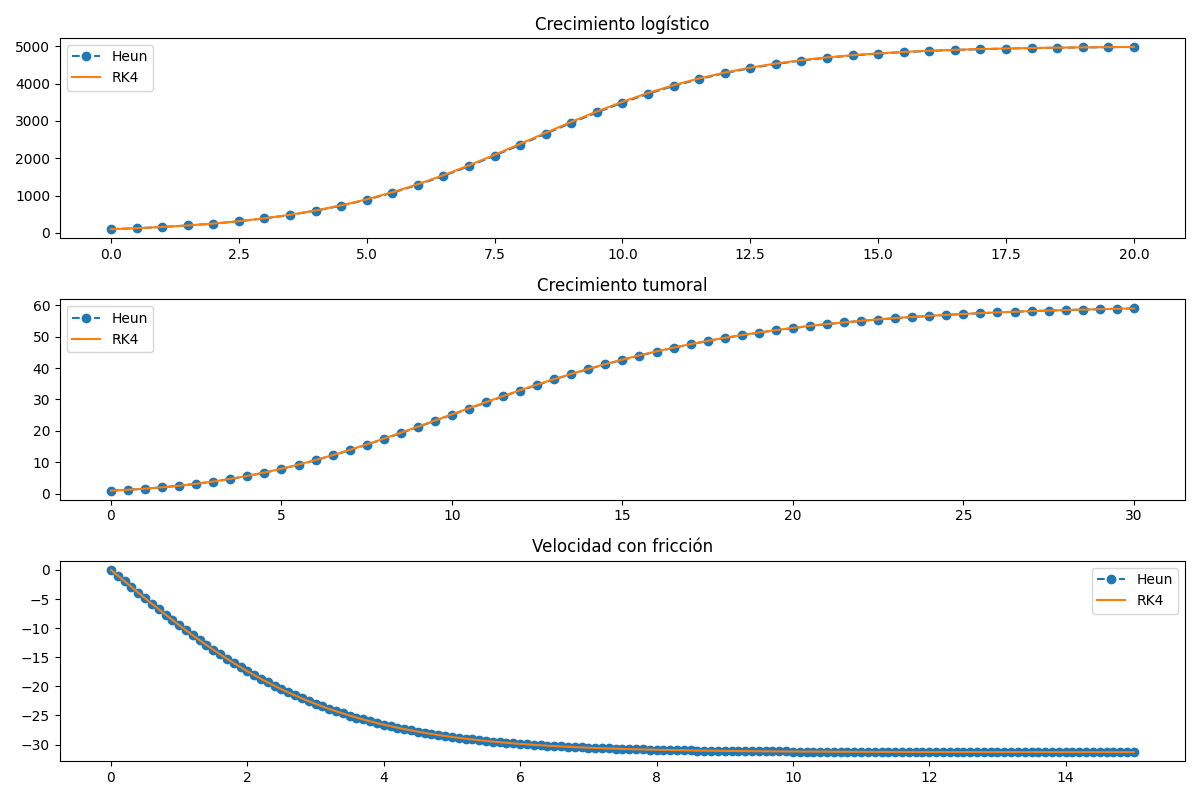 Crecimiento logístico
5000
4000
3000
2000
1000
0
Heun
RK4
0.0 2.5 5.0 7.5 10.0 12.5 15.0 17.5 20.0
Crecimiento tumoral
60
50
40
30
20
10
0
Heun
RK4
0 5 10 15 20 25 30
Velocidad con fricción
0
−5
−10
−15
−20
−25
−30
Heun
RK4
0 2 4 6 8 10 12 14